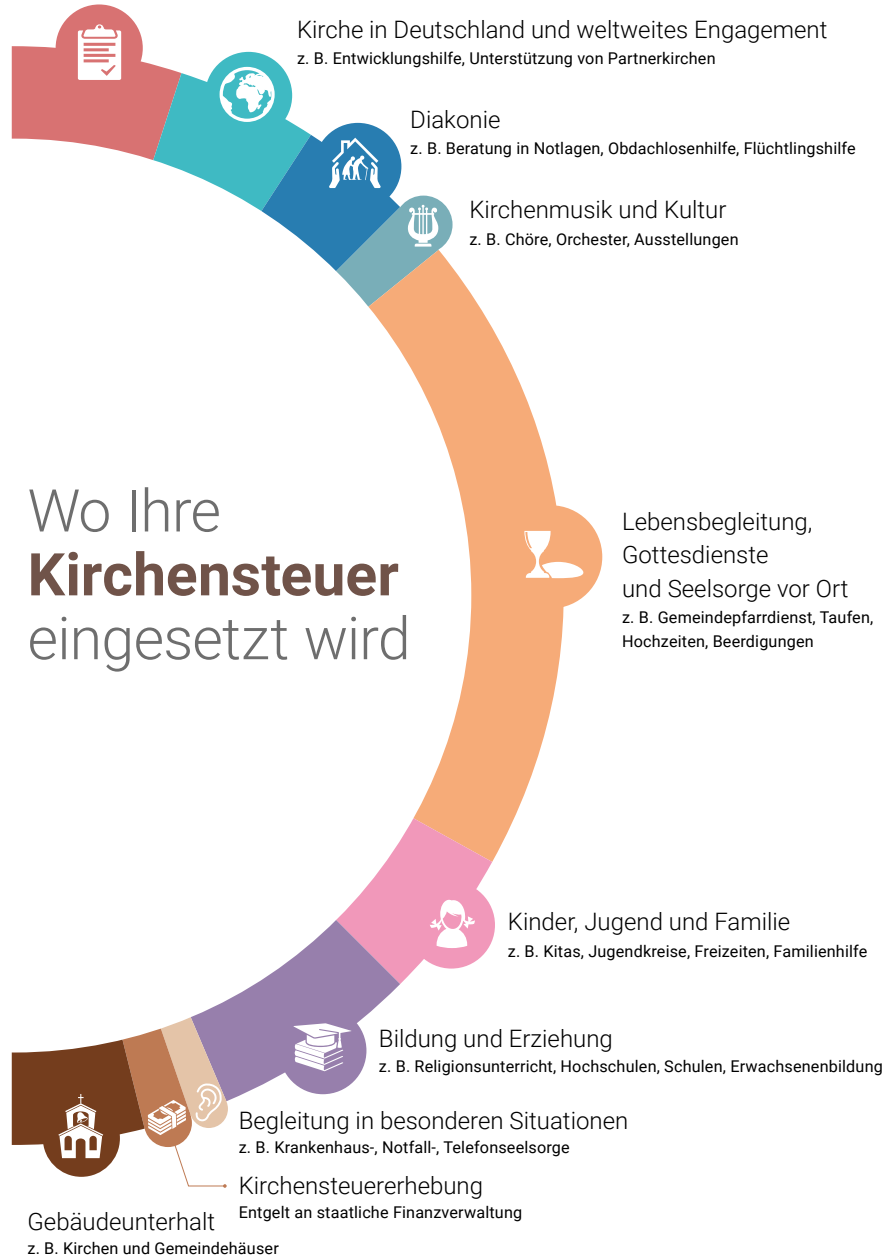 Kirche in Deutschland und weltweites Engagement
z. B. Entwicklungshilfe, Unterstützung von Partnerkirchen
Diakonie
z. B. Beratung in Notlagen, Obdachlosenhilfe, Flüchtlingshilfe
Kirchenmusik und Kultur
z. B. Chöre, Orchester, Ausstellungen
Wo Ihre
Kirchensteuer
eingesetzt wird
Lebensbegleitung,
Gottesdienste
und Seelsorge vor Ort
z. B. Gemeindepfarrdienst, Taufen,
Hochzeiten, Beerdigungen
Kinder, Jugend und Familie
z. B. Kitas, Jugendkreise, Freizeiten, Familienhilfe
Bildung und Erziehung
z. B. Religionsunterricht, Hochschulen, Schulen, Erwachsenenbildung
Begleitung in besonderen Situationen
z. B. Krankenhaus-, Notfall-, Telefonseelsorge
Kirchensteuererhebung
Entgelt an staatliche Finanzverwaltung
Gebäudeunterhalt
z. B. Kirchen und Gemeindehäuser